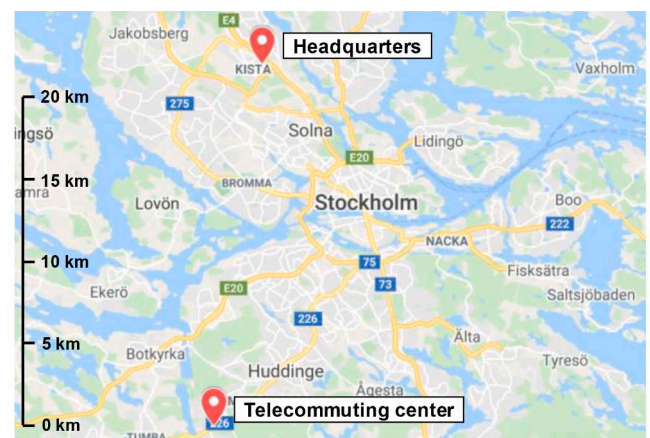 E4
Jakobsberg
Headquarters
KISTA
Vaxholm
20 km
275
ingsö
Solna
Lidingö
E20
15 km
amra
BROMMA
Lovön
Stockholm
Boo
222
NACKA
10 km
75
Fisksätra
73
E20
Ekerö
Saltsjöbaden
226
5 km
Älta
Botkyrka
Tyresö
Huddinge
Ågesta
Telecommuting center
0 km
26
TUMBA